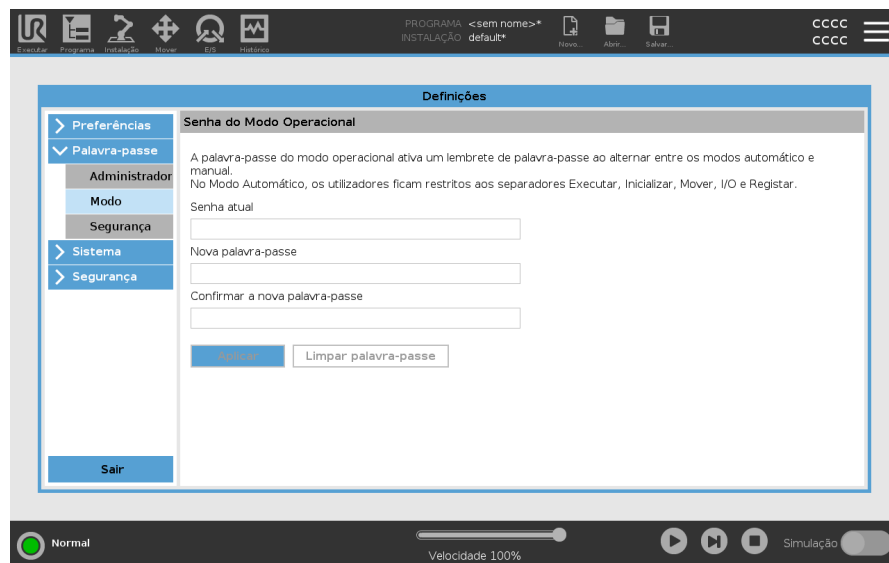 PROGRAMA <sem nome>*
INSTALAÇÃO default*
CCCC
CCCC
Executar Programa Instalação Mover E/S Histórico Novo... Abrir... Salvar...
Definições
Preferências
Palavra-passe
Administrador
Modo
Segurança
Sistema
Segurança
Sair
Senha do Modo Operacional
A palavra-passe do modo operacional ativa um lembrete de palavra-passe ao alternar entre os modos automático e
manual.
No Modo Automático, os utilizadores ficam restritos aos separadores Executar, Inicializar, Mover, I/O e Registar.
Senha atual
Nova palavra-passe
Confirmar a nova palavra-passe
Aplicar Limpar palavra-passe
Normal
Velocidade 100%
Simulação